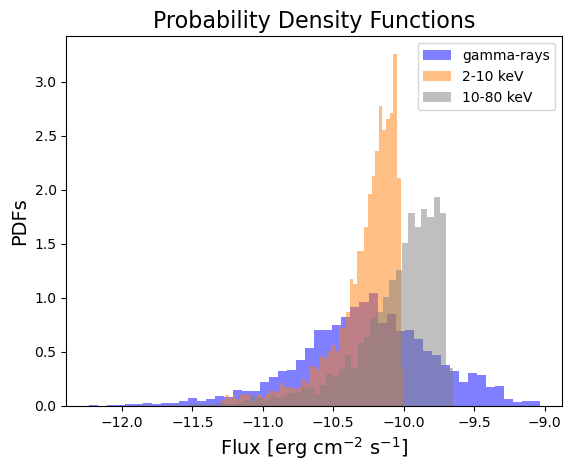 Probability Density Functions
gamma-rays
2-10 keV
10-80 keV
PDFs
3.0
2.5
2.0
1.5
1.0
0.5
0.0
−12.0 −11.5 −11.0 −10.5 −10.0 −9.5 −9.0
Flux [erg cm⁻² s⁻¹]